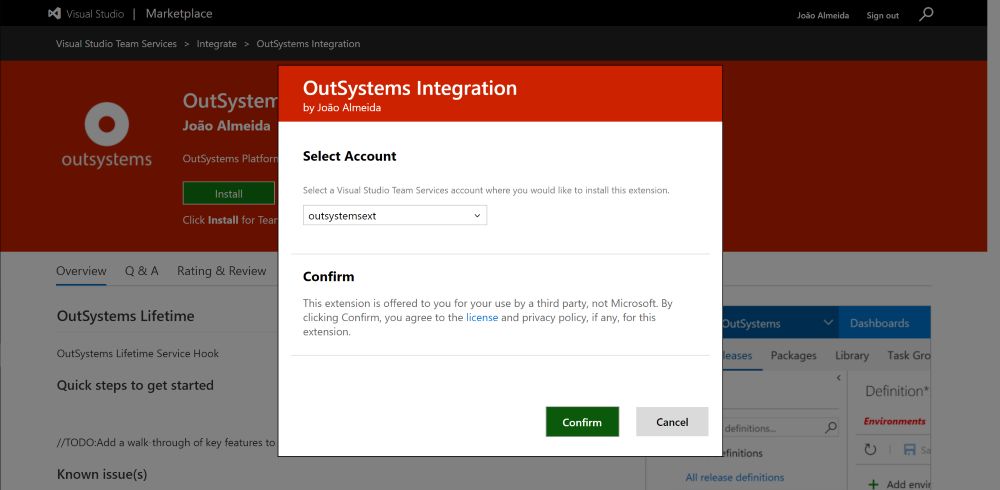 Visual Studio | Marketplace
João Almeida Sign out
Visual Studio Team Services > Integrate > OutSystems Integration
OutSystem
João Almeida
outsystems
OutSystems Platform
Install
Click Install for Tear
OutSystems Integration
by João Almeida
Select Account
Select a Visual Studio Team Services account where you would like to install this extension.
outsystemsext
Confirm
This extension is offered to you for your use by a third party, not Microsoft. By
clicking Confirm, you agree to the license and privacy policy, if any, for this
extension.
Confirm Cancel
Overview Q & A Rating & Review
OutSystems Lifetime
OutSystems Lifetime Service Hook
Quick steps to get started
//TODO:Add a walk-through of key features to
Known issue(s)
OutSystems Dashboards
eases Packages Library Task Gro
Definition*
Environments
definitions...
Sa
finitions
All release definitions
Add envir